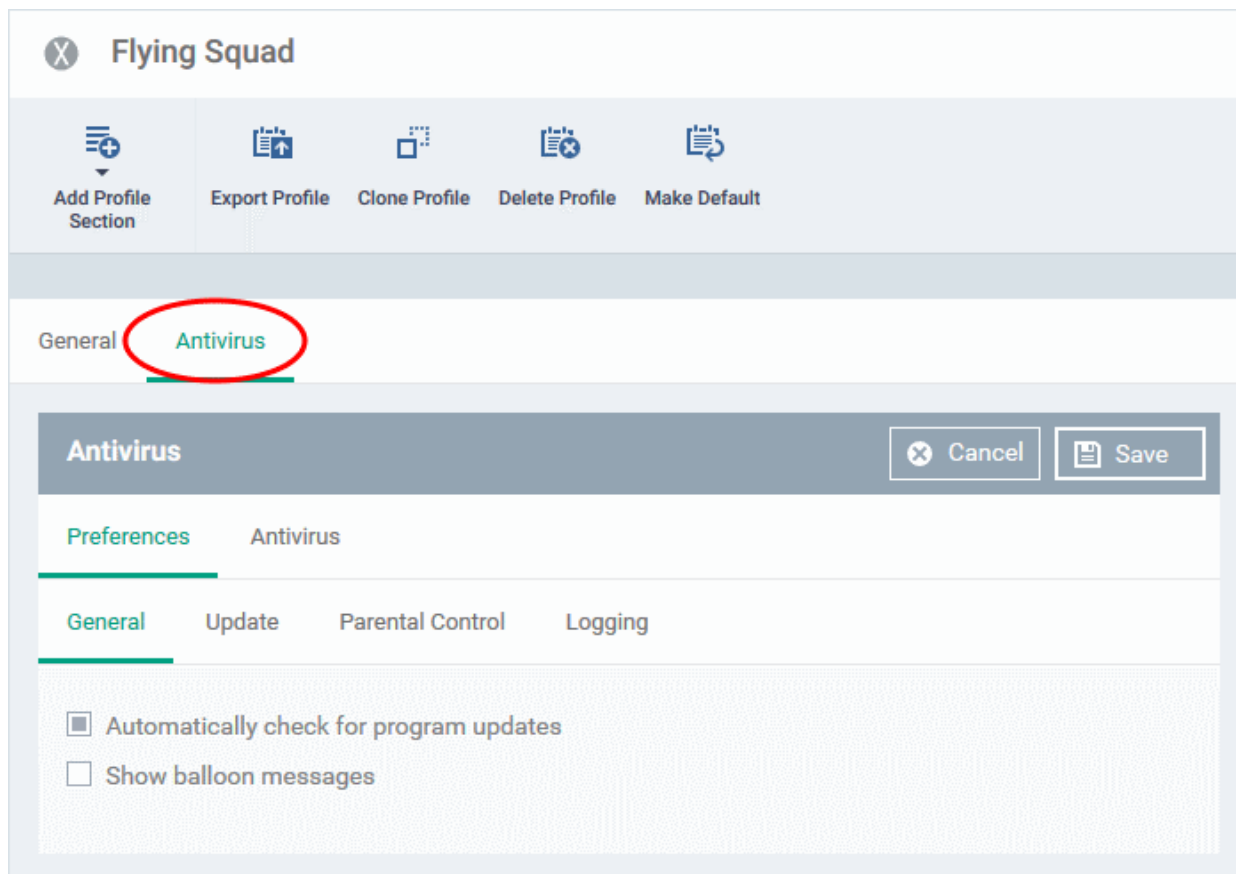 X Flying Squad
Add Profile
Section
Export Profile
Clone Profile
Delete Profile
Make Default
General
Antivirus
Antivirus
Cancel
Save
Preferences
Antivirus
General
Update
Parental Control
Logging
Automatically check for program updates
Show balloon messages